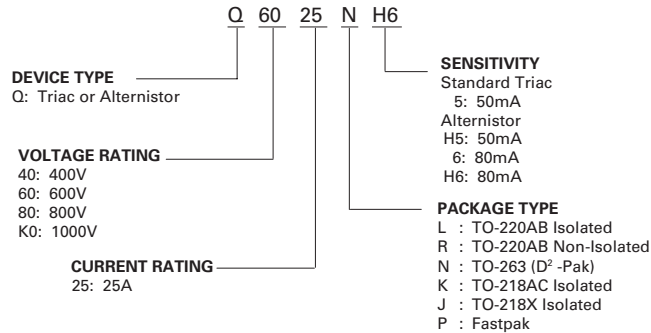 Q 60 25 N H6
DEVICE TYPE
Q: Triac or Alternistor
VOLTAGE RATING
40: 400V
60: 600V
80: 800V
K0: 1000V
CURRENT RATING
25: 25A
SENSITIVITY
Standard Triac
5: 50mA
Alternistor
H5: 50mA
6: 80mA
H6: 80mA
PACKAGE TYPE
L : TO-220AB Isolated
R : TO-220AB Non-Isolated
N : TO-263 (D² -Pak)
K : TO-218AC Isolated
J : TO-218X Isolated
P : Fastpak